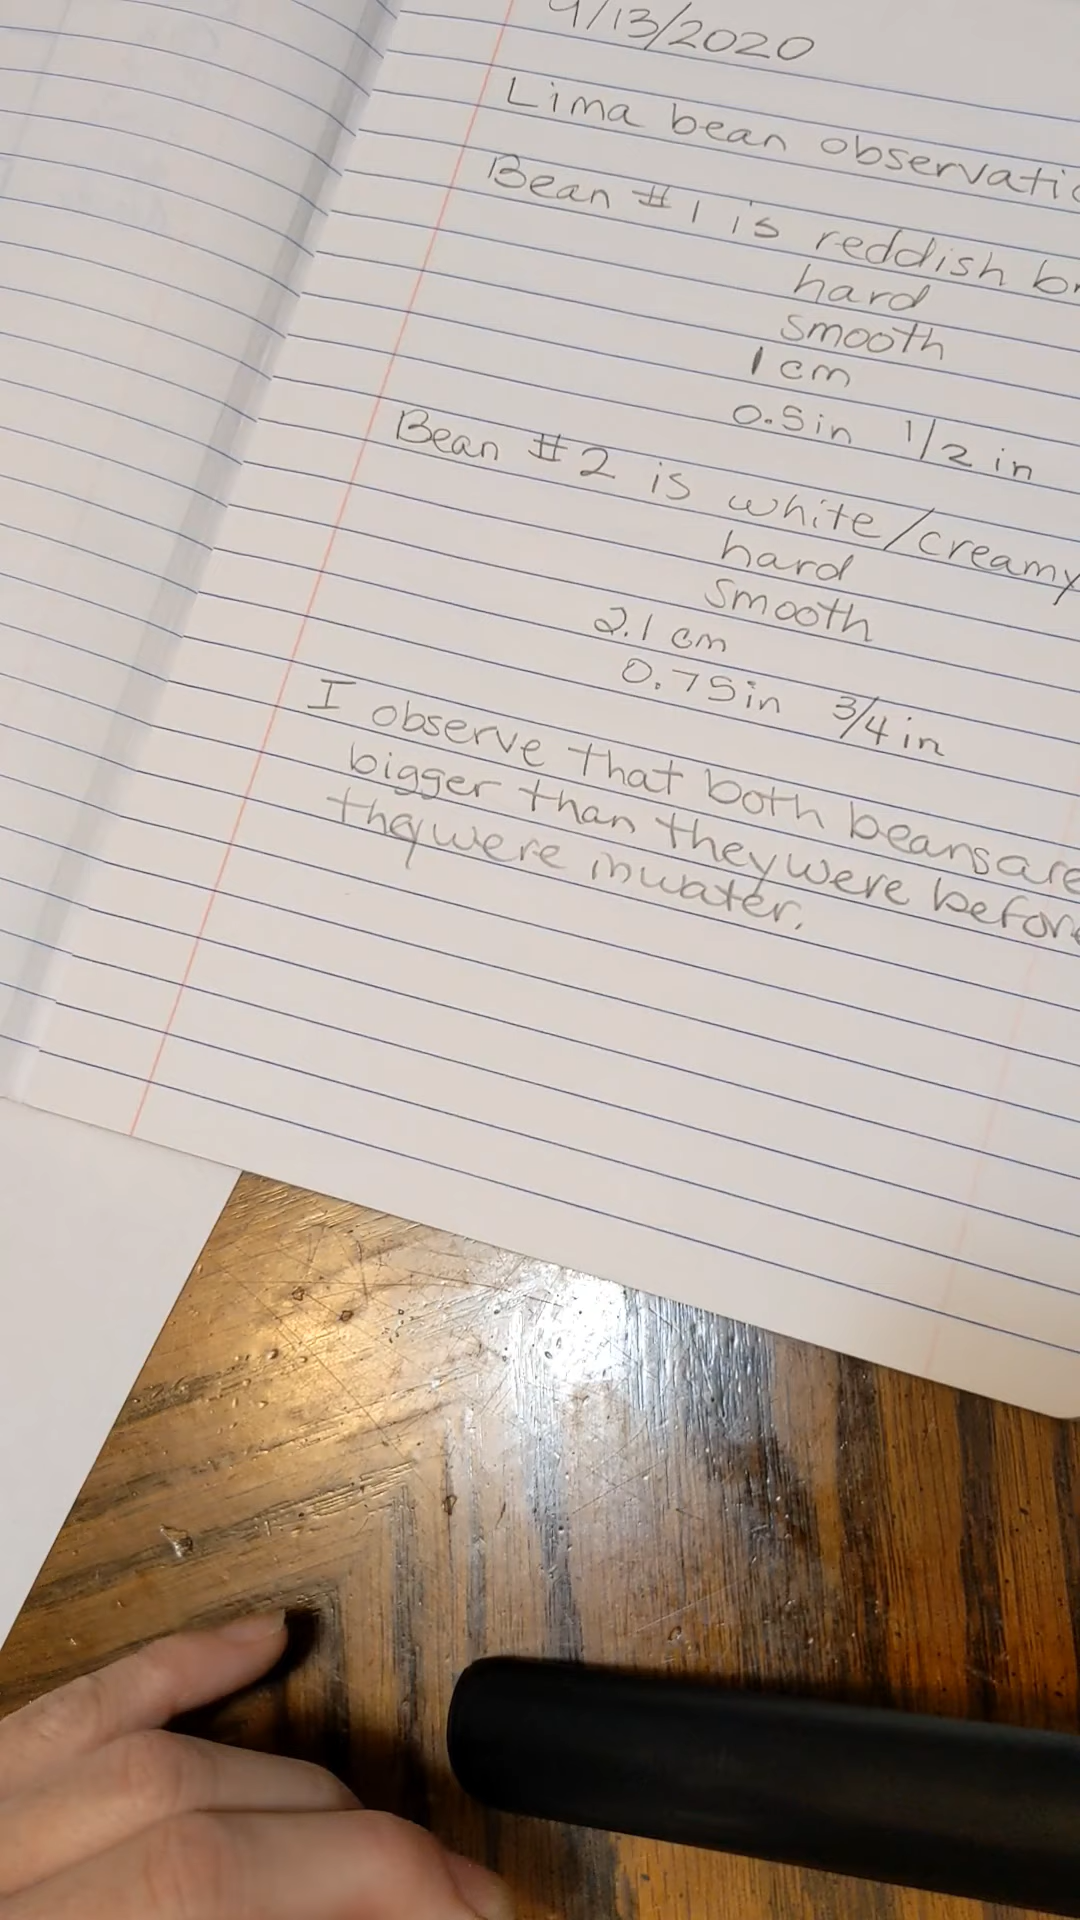 9/13/2020
Lima bean observatio
Bean #1 is reddish br
hard
smooth
1 cm
0.5in 1/2 in
Bean #2 is white/creamy
hard
smooth
2.1 cm
0.75in 3/4 in
I observe that both beans are
bigger than they were before
they were in water.